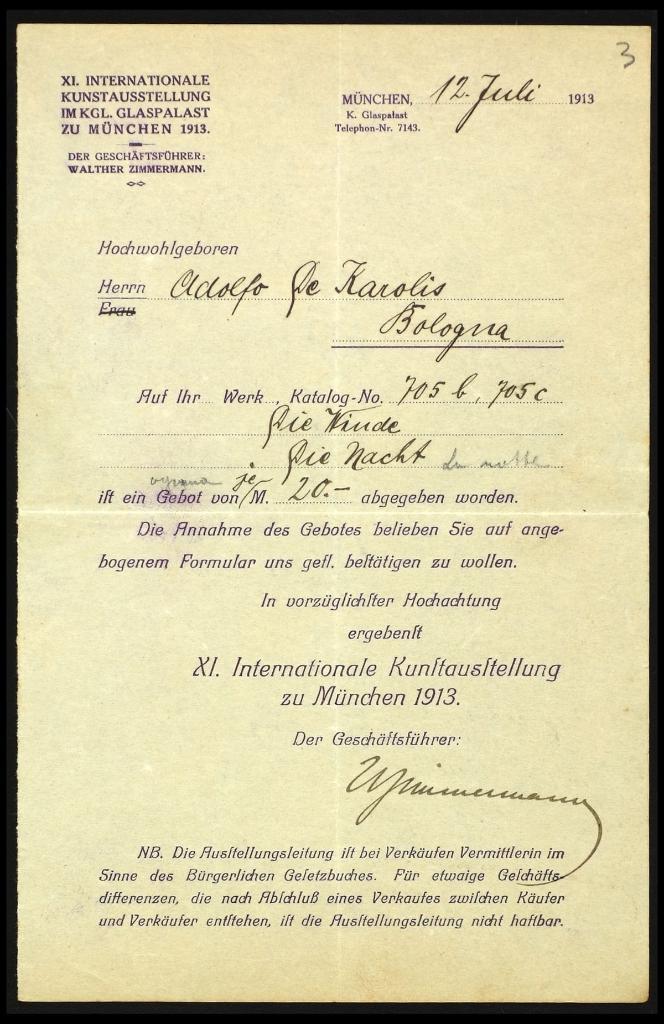 3
XI. INTERNATIONALE
KUNSTAUSSTELLUNG
IM KGL. GLASPALAST
ZU MÜNCHEN 1913.
DER GESCHÄFTSFÜHRER:
WALTHER ZIMMERMANN.
MÜNCHEN, 12. Juli 1913
K. Glaspalast
Telephon-Nr. 7143.
Hochwohlgeboren
Herrn Adolfo De Karolis
Frau
Bologna
Auf Ihr Werk, Katalog-No. 705 b, 705 c
Die Winde
Die Nacht La notte
ognuna je
iſt ein Gebot von M. 20.- abgegeben worden.
Die Annahme des Gebotes belieben Sie auf ange-
bogenem Formular uns gefl. beſtätigen zu wollen.
In vorzüglichſter Hochachtung
ergebenſt
XI. Internationale Kunſtausſtellung
zu München 1913.
Der Geschäftsführer:
WZimmermann
NB. Die Ausſtellungsleitung iſt bei Verkäufen Vermittlerin im
Sinne des Bürgerlichen Geſetzbuches. Für etwaige Geſchäfts-
differenzen, die nach Abſchluß eines Verkaufes zwiſchen Käufer
und Verkäufer entſtehen, iſt die Ausſtellungsleitung nicht haftbar.